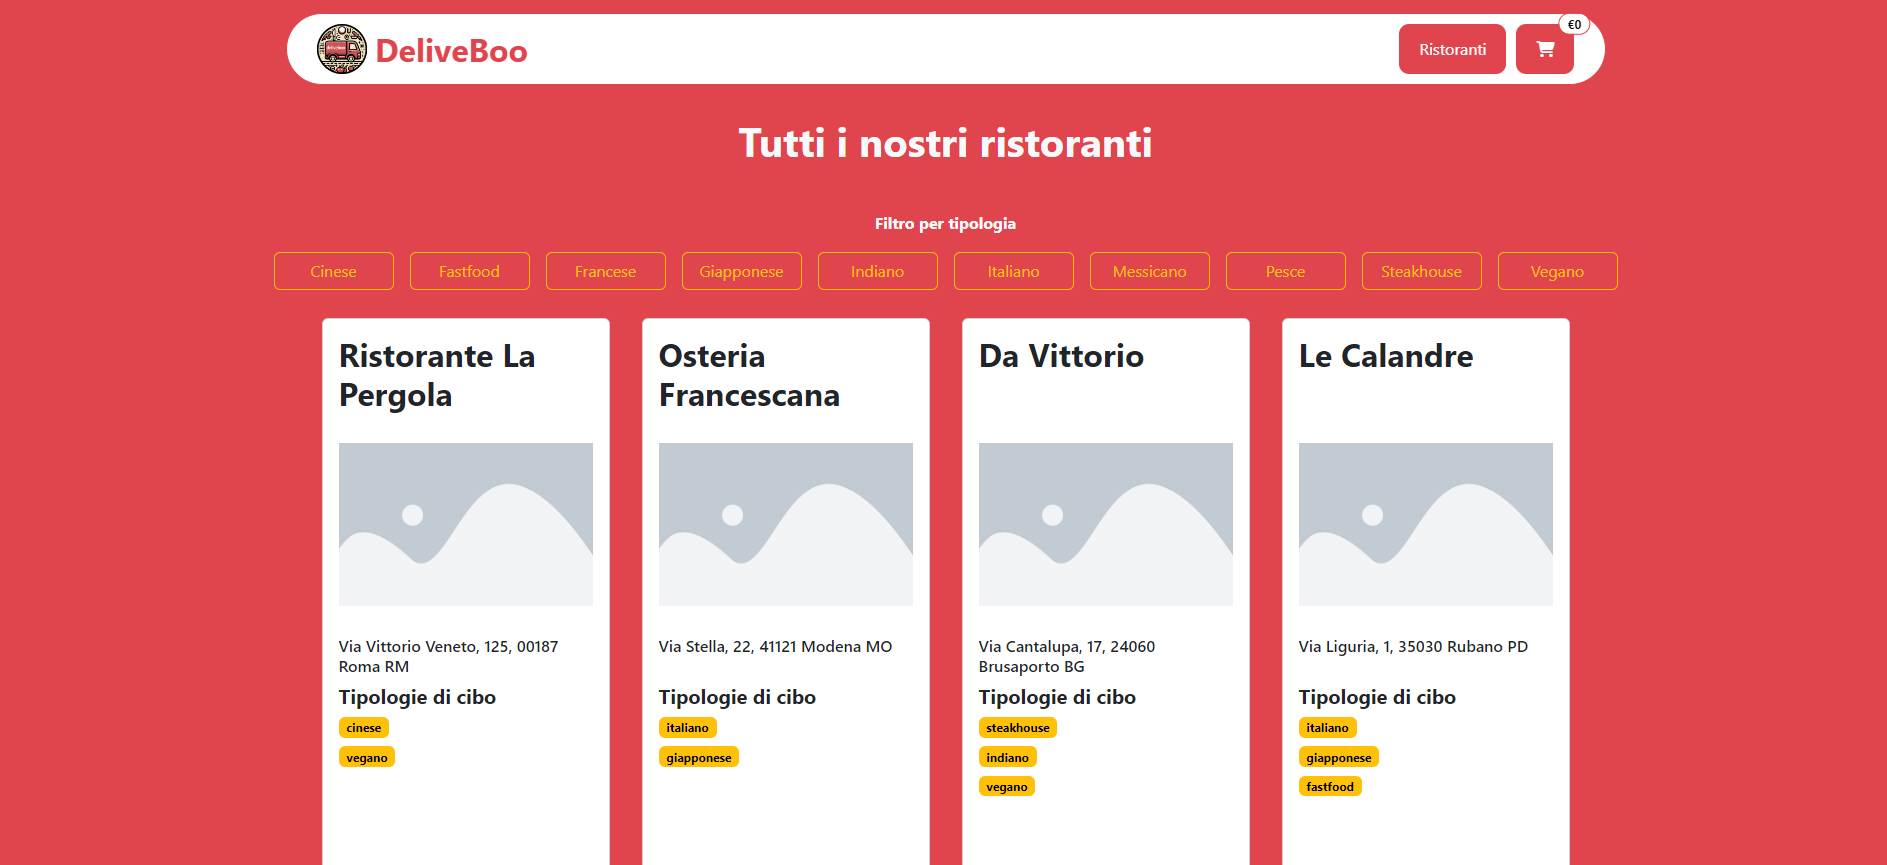 DeliveBoo
Ristoranti
€0
Tutti i nostri ristoranti
Filtro per tipologia
Cinese
Fastfood
Francese
Giapponese
Indiano
Italiano
Messicano
Pesce
Steakhouse
Vegano
Ristorante La
Pergola
Via Vittorio Veneto, 125, 00187
Roma RM
Tipologie di cibo
cinese
vegano
Osteria
Francescana
Via Stella, 22, 41121 Modena MO
Tipologie di cibo
italiano
giapponese
Da Vittorio
Via Cantalupa, 17, 24060
Brusaporto BG
Tipologie di cibo
steakhouse
indiano
vegano
Le Calandre
Via Liguria, 1, 35030 Rubano PD
Tipologie di cibo
italiano
giapponese
fastfood